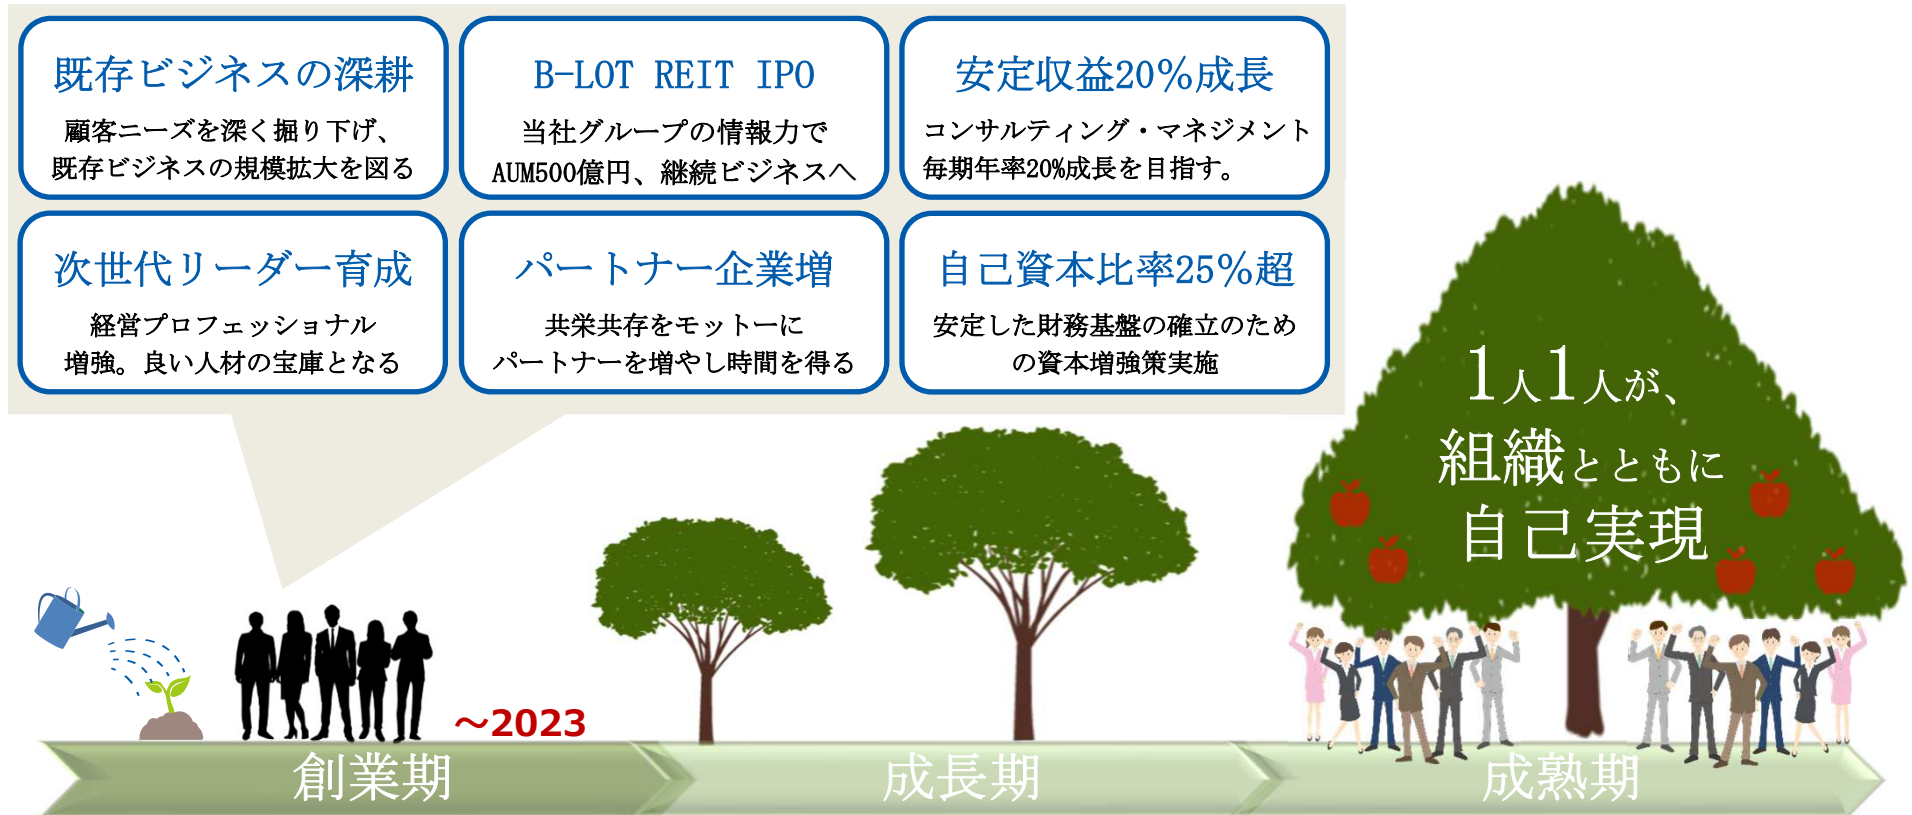 既存ビジネスの深耕
顧客ニーズを深く掘り下げ、
既存ビジネスの規模拡大を図る
B-LOT REIT IPO
当社グループの情報力で
AUM500億円、継続ビジネスへ
安定収益20%成長
コンサルティング・マネジメント
毎期年率20%成長を目指す。
次世代リーダー育成
経営プロフェッショナル
増強。良い人材の宝庫となる
パートナー企業増
共栄共存をモットーに
パートナーを増やし時間を得る
自己資本比率25%超
安定した財務基盤の確立のため
の資本増強策実施
1人1人が、
組織とともに
自己実現
～2023
創業期
成長期
成熟期